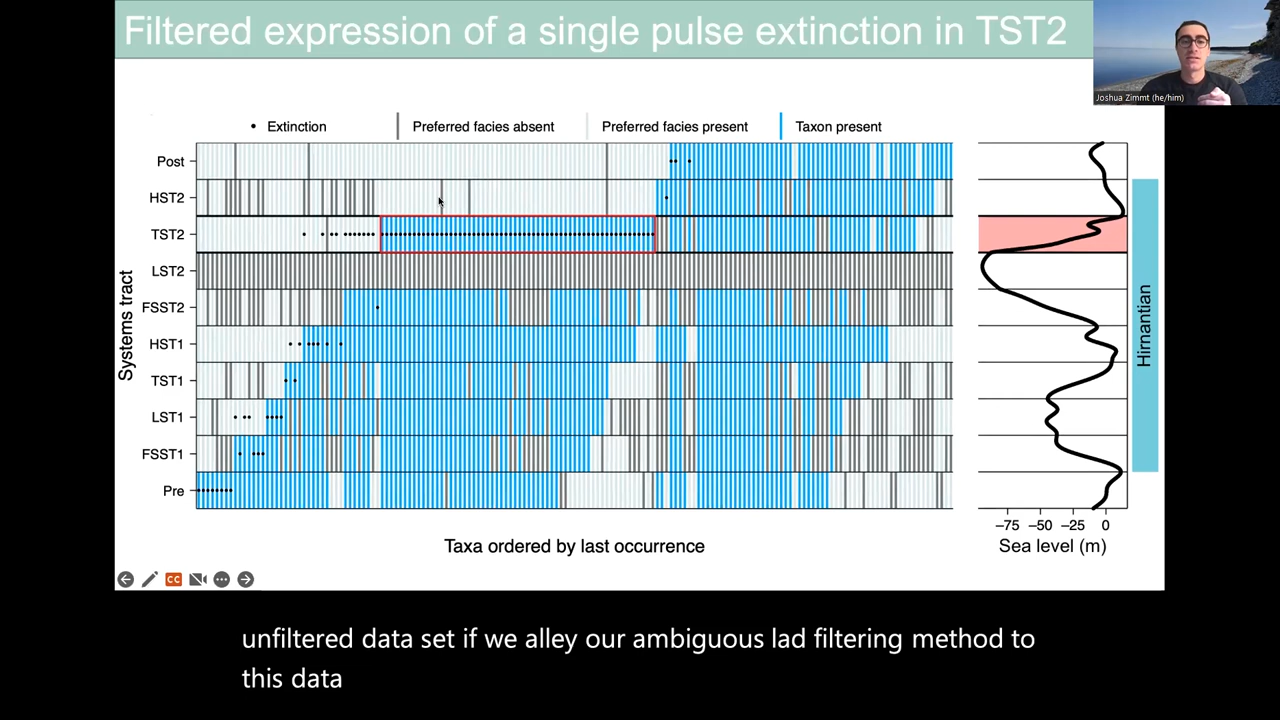 Filtered expression of a single pulse extinction in TST2
Joshua Zimmt (he/him)
Extinction
Preferred facies absent
Preferred facies present
Taxon present
Systems tract
Post
HST2
TST2
LST2
FSST2
HST1
TST1
LST1
FSST1
Pre
Taxa ordered by last occurrence
Hirnantian
−75 −50 −25 0
Sea level (m)
CC
unfiltered data set if we alley our ambiguous lad filtering method to
this data